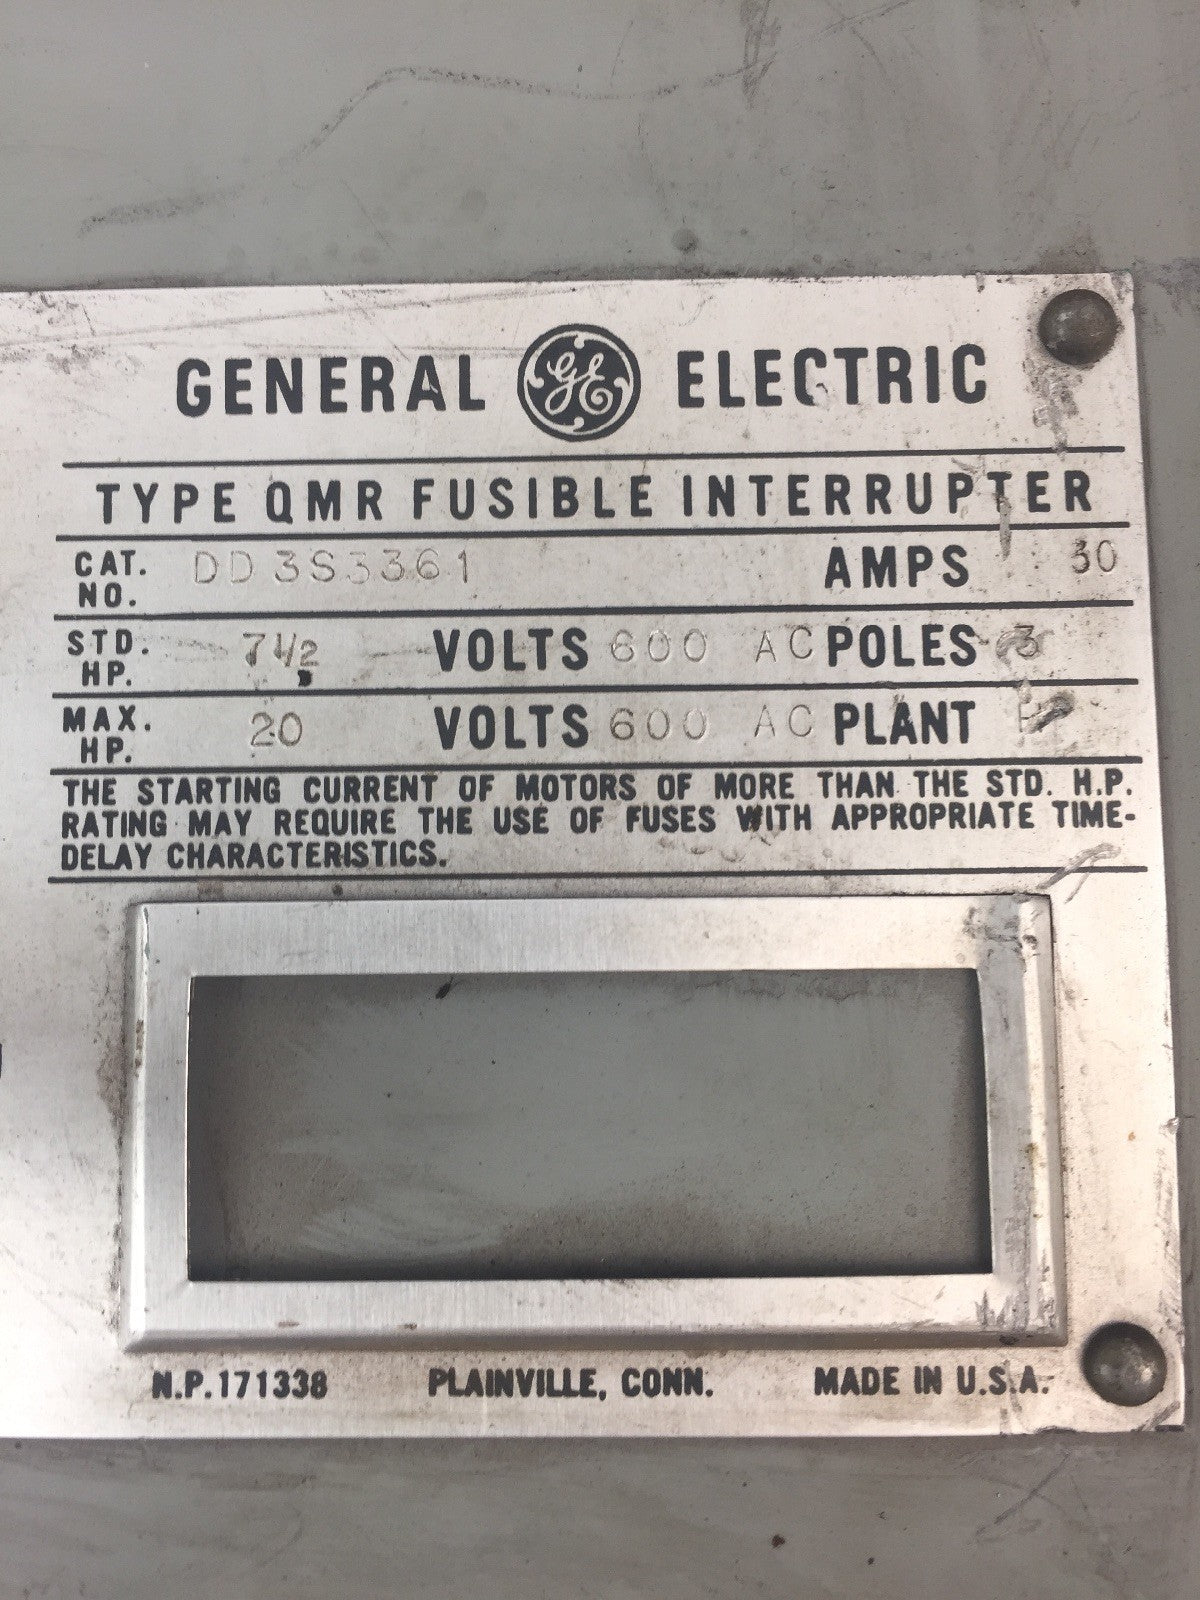 GENERAL GE ELECTRIC
TYPE QMR FUSIBLE INTERRUPTER
CAT. NO. DD3S3361 AMPS 30
STD. HP. 7 1/2 VOLTS 600 AC POLES 3
MAX. HP. 20 VOLTS 600 AC PLANT
THE STARTING CURRENT OF MOTORS OF MORE THAN THE STD. H.P.
RATING MAY REQUIRE THE USE OF FUSES WITH APPROPRIATE TIME-
DELAY CHARACTERISTICS.
N.P.171338 PLAINVILLE, CONN. MADE IN U.S.A.